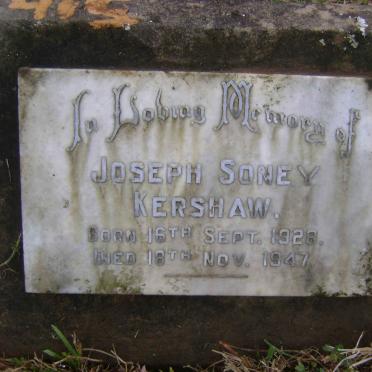 In Loving Memory of
JOSEPH SONEY
KERSHAW.
BORN 16TH SEPT. 1928.
DIED 18TH NOV. 1947.